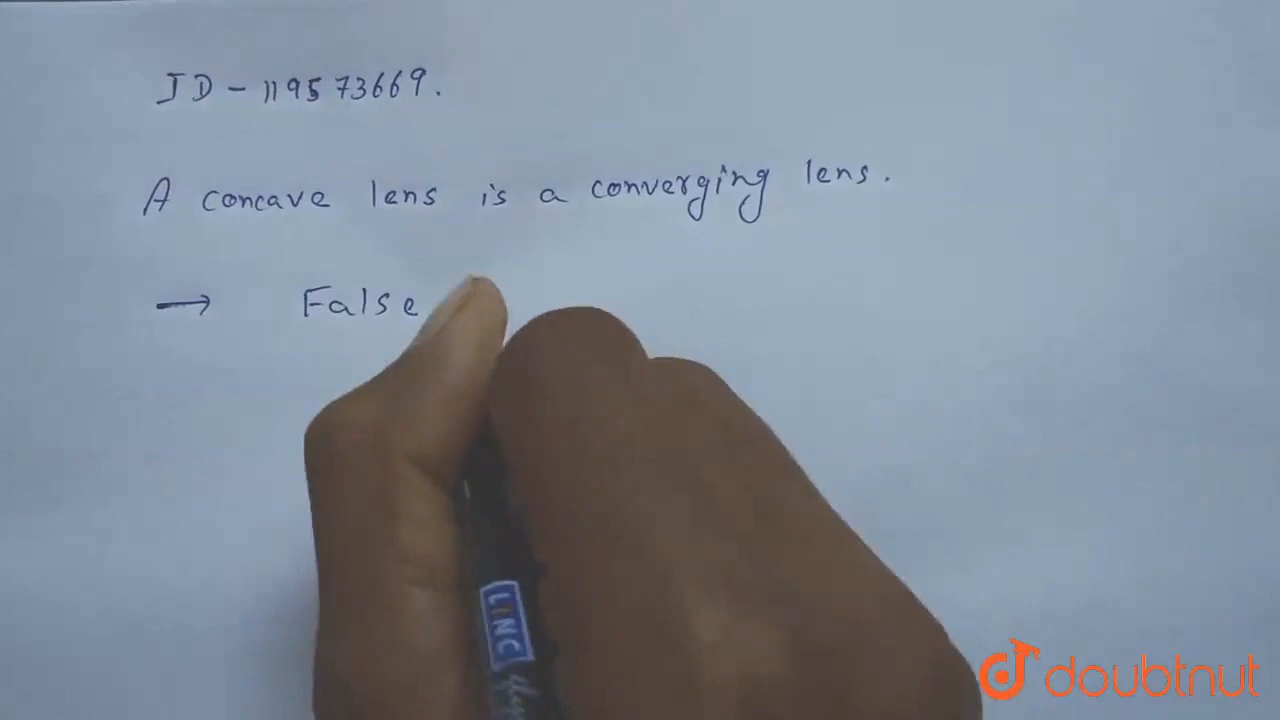 ID - 119573669.
A concave lens is a converging lens.
→ False
LINC
doubtnut